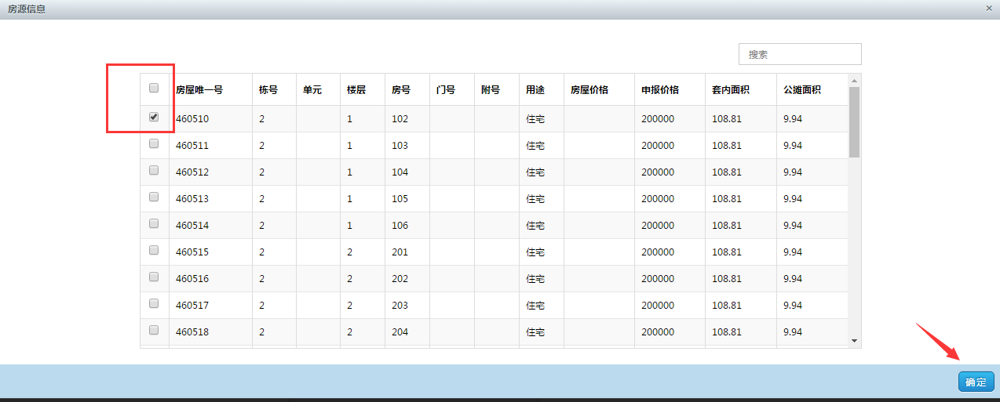 房源信息 ×
搜索
房屋唯一号 栋号 单元 楼层 房号 门号 附号 用途 房屋价格 申报价格 套内面积 公摊面积
460510 2 1 102 住宅 200000 108.81 9.94
460511 2 1 103 住宅 200000 108.81 9.94
460512 2 1 104 住宅 200000 108.81 9.94
460513 2 1 105 住宅 200000 108.81 9.94
460514 2 1 106 住宅 200000 108.81 9.94
460515 2 2 201 住宅 200000 108.81 9.94
460516 2 2 202 住宅 200000 108.81 9.94
460517 2 2 203 住宅 200000 108.81 9.94
460518 2 2 204 住宅 200000 108.81 9.94
确定